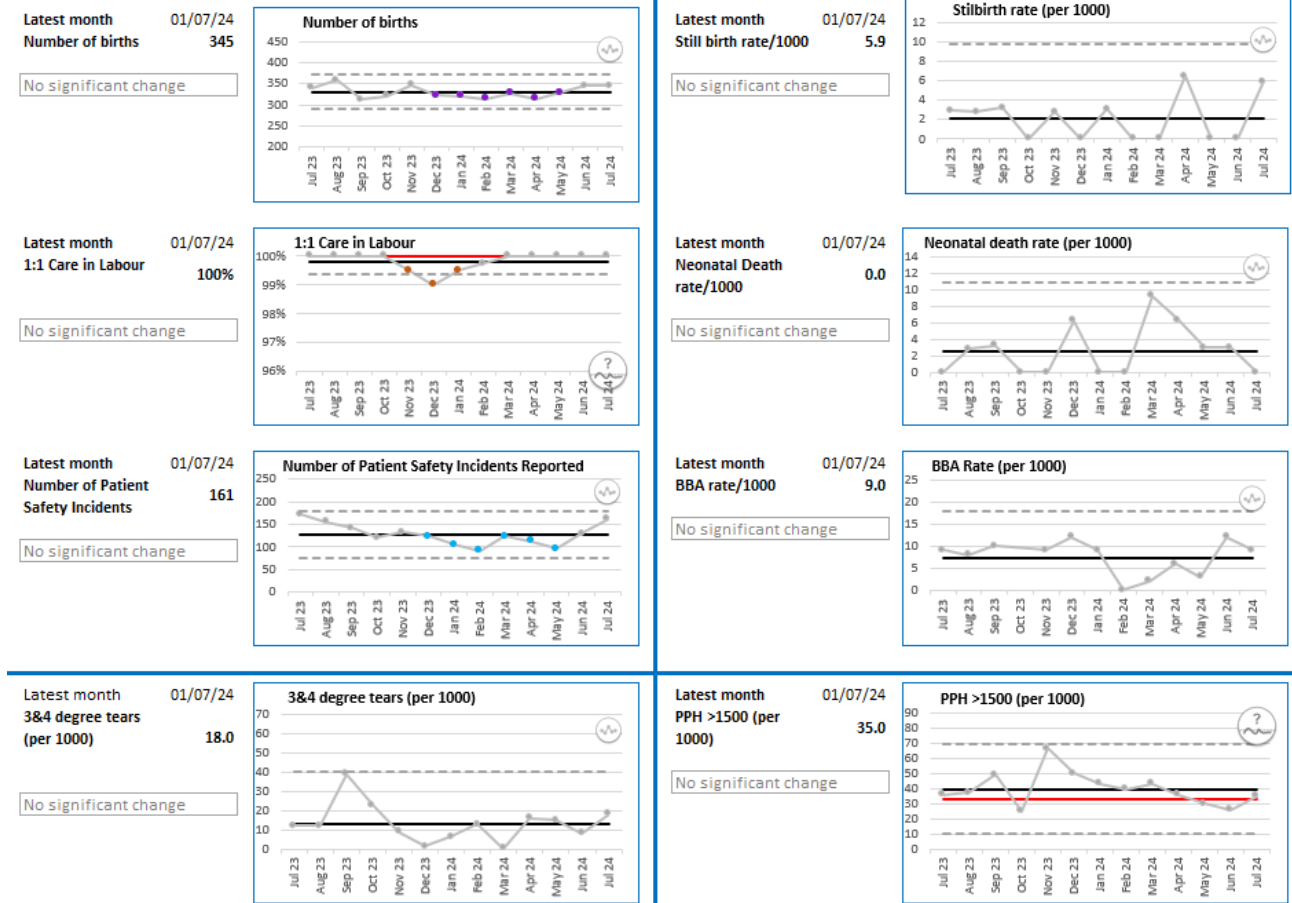 Latest month 01/07/24
Number of births 345
No significant change
Number of births
450
400
350
300
250
200
Jul 23
Aug 23
Sep 23
Oct 23
Nov 23
Dec 23
Jan 24
Feb 24
Mar 24
Apr 24
May 24
Jun 24
Jul 24
Latest month 01/07/24
Still birth rate/1000 5.9
No significant change
Stilbirth rate (per 1000)
12
10
8
6
4
2
0
Jul 23
Aug 23
Sep 23
Oct 23
Nov 23
Dec 23
Jan 24
Feb 24
Mar 24
Apr 24
May 24
Jun 24
Jul 24
Latest month 01/07/24
1:1 Care in Labour
100%
No significant change
1:1 Care in Labour
100%
99%
98%
97%
96%
?
Jul 23
Aug 23
Sep 23
Oct 23
Nov 23
Dec 23
Jan 24
Feb 24
Mar 24
Apr 24
May 24
Jun 24
Jul 24
Latest month 01/07/24
Neonatal Death
rate/1000 0.0
No significant change
Neonatal death rate (per 1000)
14
12
10
8
6
4
2
0
Jul 23
Aug 23
Sep 23
Oct 23
Nov 23
Dec 23
Jan 24
Feb 24
Mar 24
Apr 24
May 24
Jun 24
Jul 24
Latest month 01/07/24
Number of Patient
Safety Incidents 161
No significant change
Number of Patient Safety Incidents Reported
250
200
150
100
50
0
Jul 23
Aug 23
Sep 23
Oct 23
Nov 23
Dec 23
Jan 24
Feb 24
Mar 24
Apr 24
May 24
Jun 24
Jul 24
Latest month 01/07/24
BBA rate/1000 9.0
No significant change
BBA Rate (per 1000)
25
20
15
10
5
0
Jul 23
Aug 23
Sep 23
Oct 23
Nov 23
Dec 23
Jan 24
Feb 24
Mar 24
Apr 24
May 24
Jun 24
Jul 24
Latest month 01/07/24
3&4 degree tears
(per 1000) 18.0
No significant change
3&4 degree tears (per 1000)
70
60
50
40
30
20
10
0
Jul 23
Aug 23
Sep 23
Oct 23
Nov 23
Dec 23
Jan 24
Feb 24
Mar 24
Apr 24
May 24
Jun 24
Jul 24
Latest month 01/07/24
PPH >1500 (per
1000) 35.0
No significant change
PPH >1500 (per 1000)
?
90
80
70
60
50
40
30
20
10
0
Jul 23
Aug 23
Sep 23
Oct 23
Nov 23
Dec 23
Jan 24
Feb 24
Mar 24
Apr 24
May 24
Jun 24
Jul 24